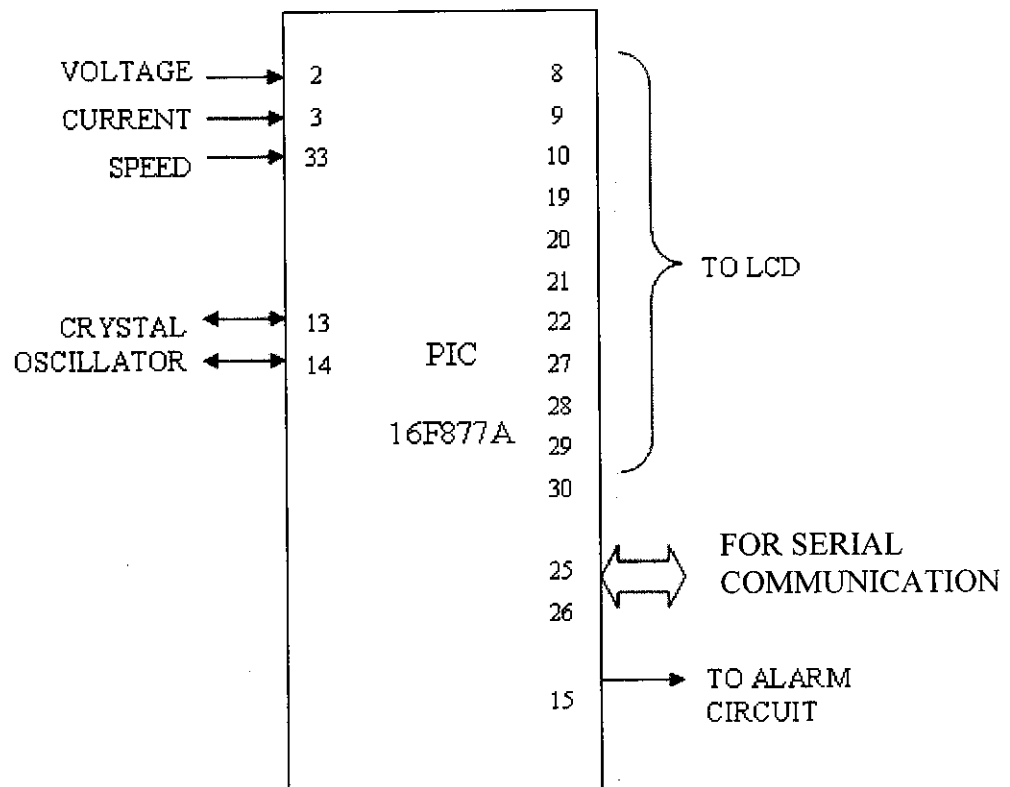 VOLTAGE
CURRENT
SPEED
CRYSTAL
OSCILLATOR
2
3
33
13
14
PIC
16F877A
8
9
10
19
20
21
22
27
28
29
30
25
26
15
TO LCD
FOR SERIAL
COMMUNICATION
TO ALARM
CIRCUIT